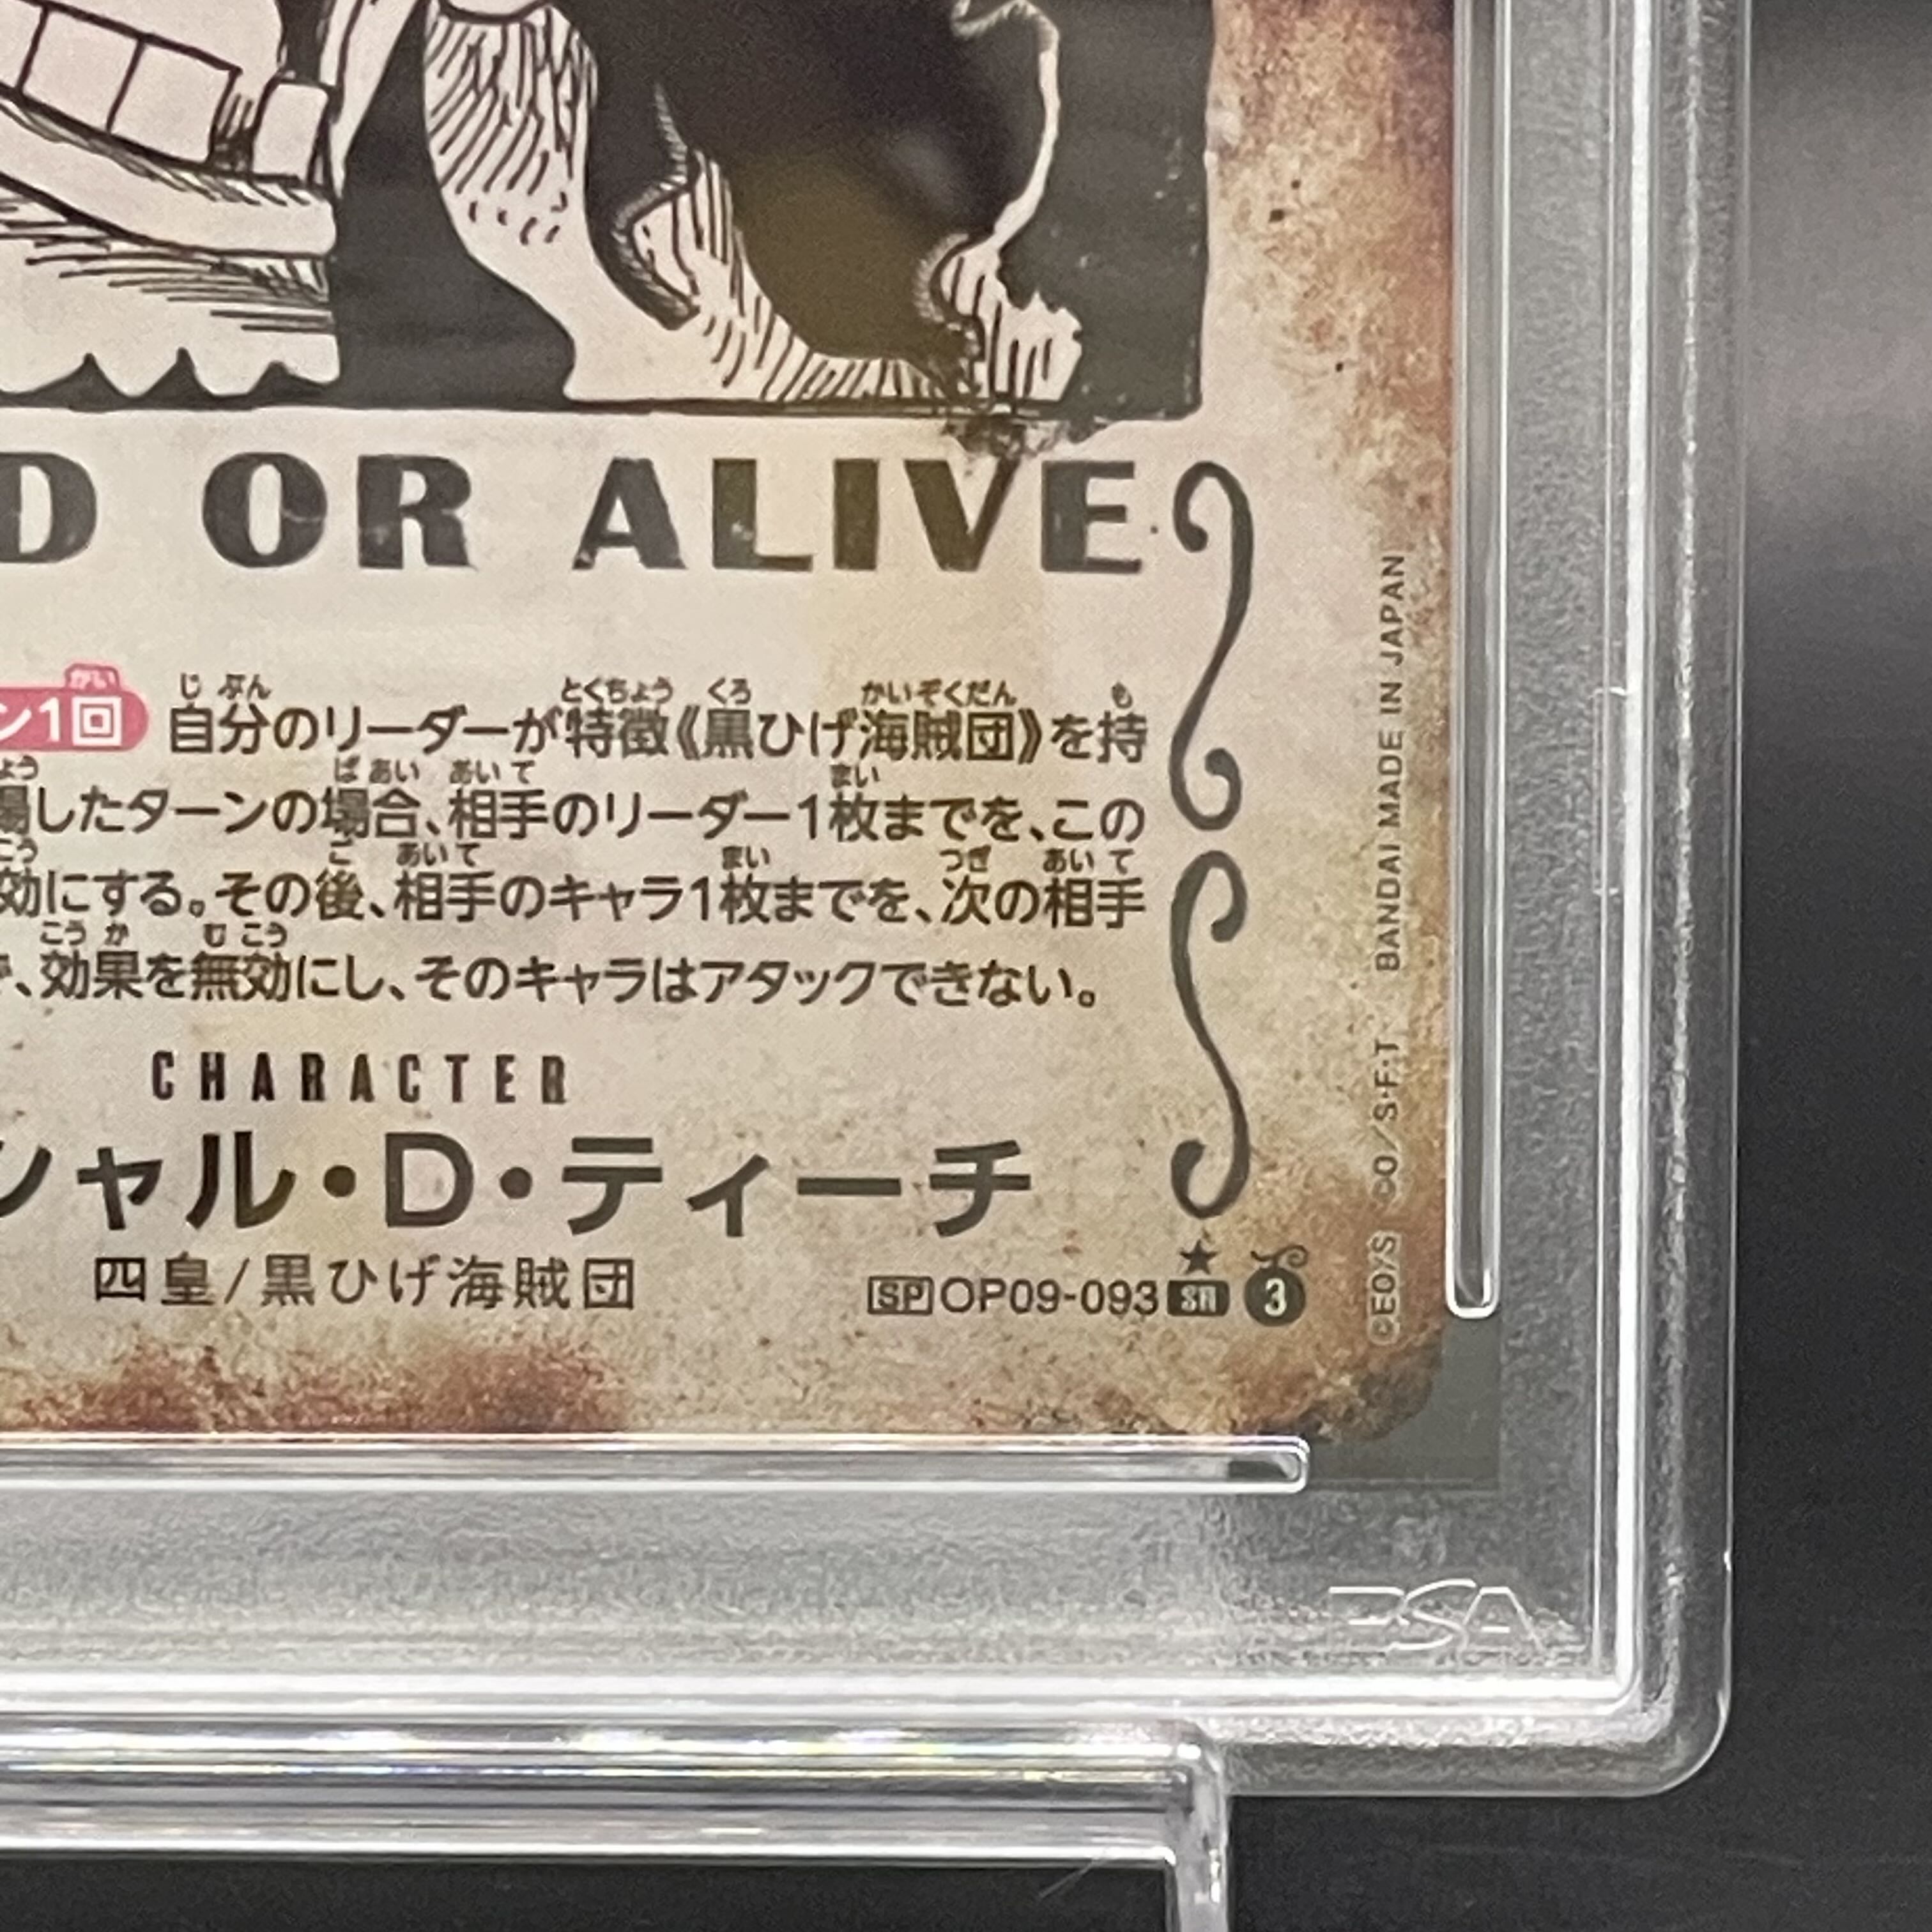 D OR ALIVE
ン1回 自分のリーダーが特徴《黒ひげ海賊団》を持
場したターンの場合、相手のリーダー1枚までを、この
効にする。その後、相手のキャラ1枚までを、次の相手
、効果を無効にし、そのキャラはアタックできない。
CHARACTER
シャル・D・ティーチ
四皇/黒ひげ海賊団
SP OP09-093 SR 3
©EO/S CO/S·F·T BANDAI MADE IN JAPAN
PSA